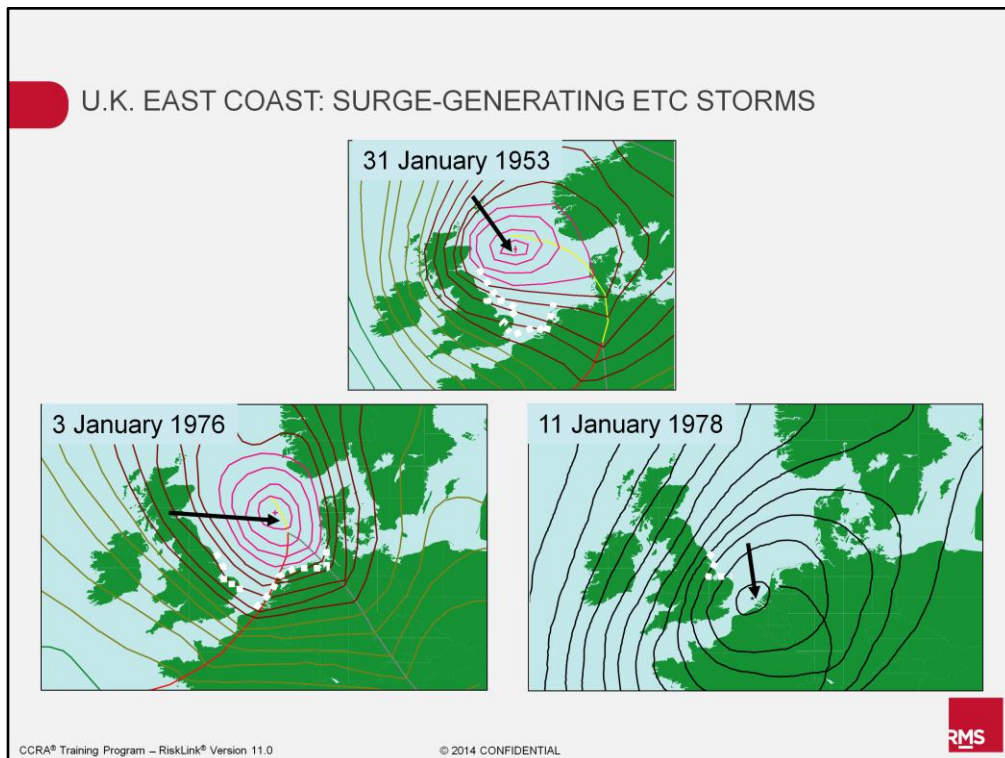 U.K. EAST COAST: SURGE-GENERATING ETC STORMS
31 January 1953
3 January 1976
11 January 1978
RMS
CCRA® Training Program – RiskLink® Version 11.0
© 2014 CONFIDENTIAL